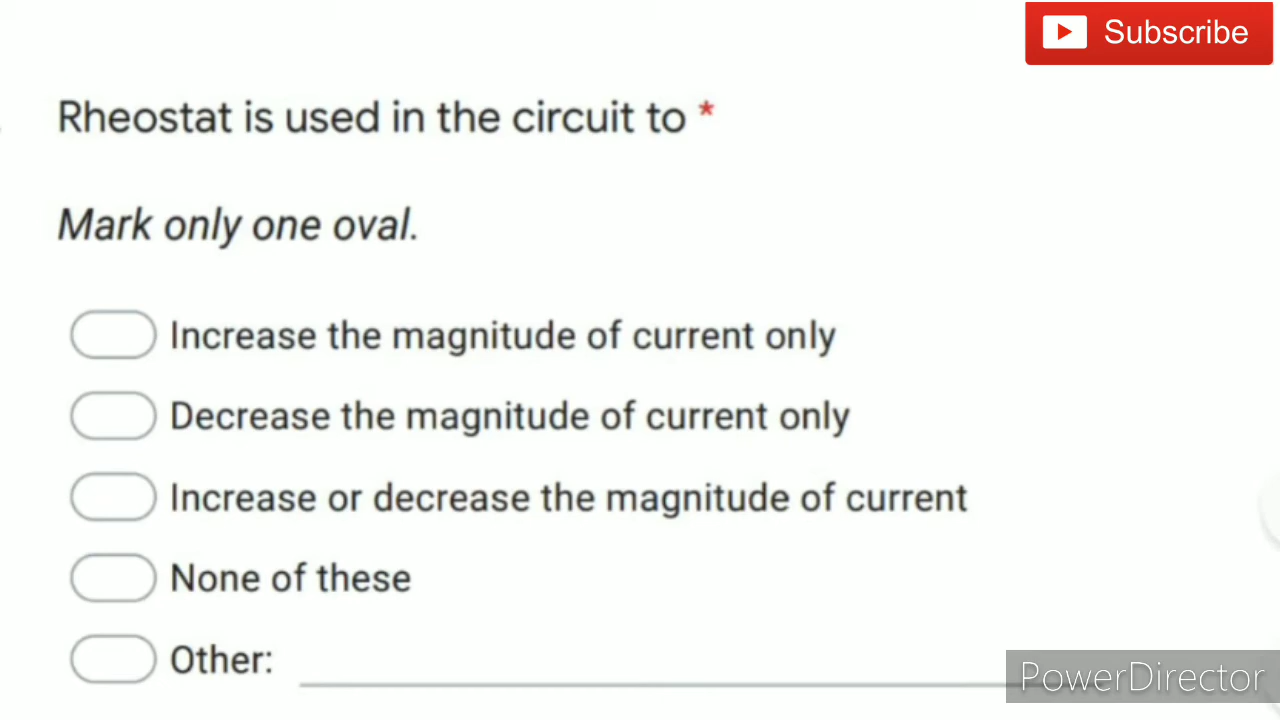 Subscribe
Rheostat is used in the circuit to *
Mark only one oval.
Increase the magnitude of current only
Decrease the magnitude of current only
Increase or decrease the magnitude of current
None of these
Other:
PowerDirector